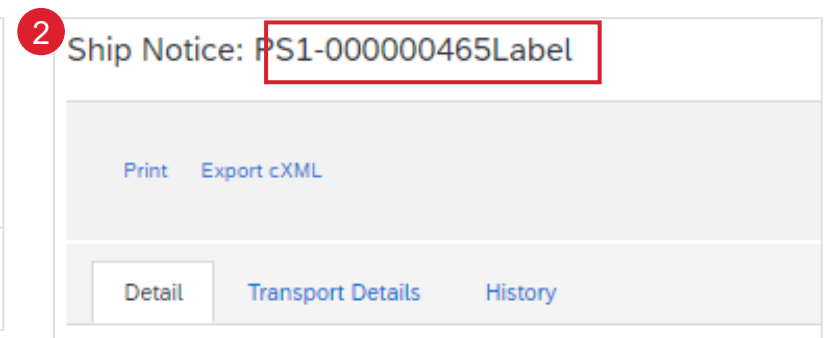 2
Ship Notice: PS1-000000465Label
Print Export cXML
Detail Transport Details History